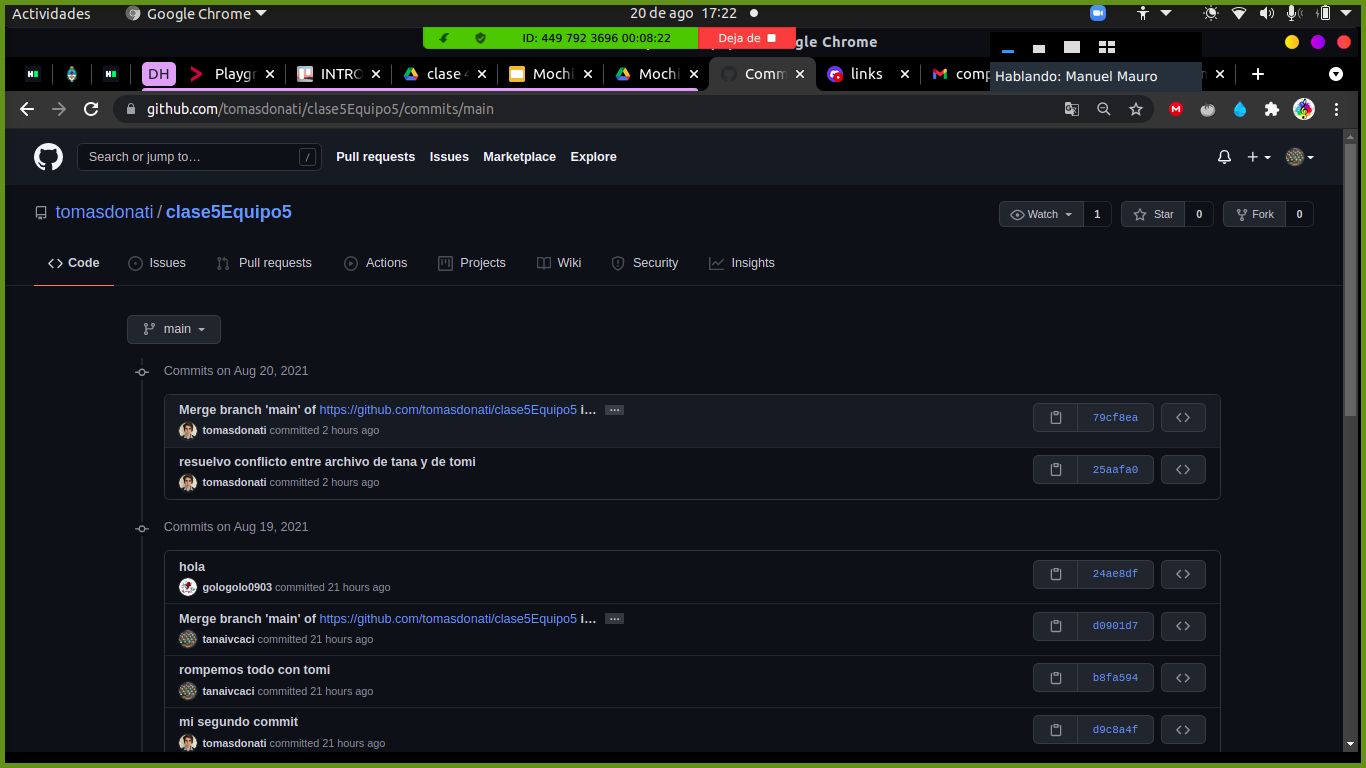 Actividades Google Chrome 20 de ago 17:22
ID: 449 792 3696 00:08:22 Deja de gle Chrome
Hablando: Manuel Mauro
DH Playgr INTRO clase Mochi Mochi Comm links comp
github.com/tomasdonati/clase5Equipo5/commits/main
Search or jump to… / Pull requests Issues Marketplace Explore
tomasdonati / clase5Equipo5 Watch 1 Star 0 Fork 0
Code Issues Pull requests Actions Projects Wiki Security Insights
main
Commits on Aug 20, 2021
Merge branch 'main' of https://github.com/tomasdonati/clase5Equipo5 i… … 79cf8ea
tomasdonati committed 2 hours ago
resuelvo conflicto entre archivo de tana y de tomi 25aafa0
tomasdonati committed 2 hours ago
Commits on Aug 19, 2021
hola 24ae8df
gologolo0903 committed 21 hours ago
Merge branch 'main' of https://github.com/tomasdonati/clase5Equipo5 i… … d0901d7
tanaivcaci committed 21 hours ago
rompemos todo con tomi b8fa594
tanaivcaci committed 21 hours ago
mi segundo commit d9c8a4f
tomasdonati committed 21 hours ago